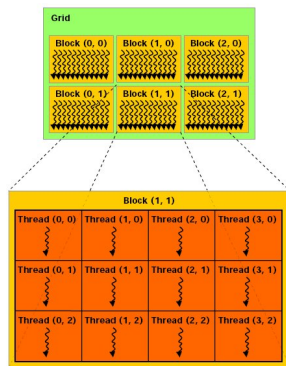 Grid
Block (0, 0) Block (1, 0) Block (2, 0)
Block (0, 1) Block (1, 1) Block (2, 1)
Block (1, 1)
Thread (0, 0) Thread (1, 0) Thread (2, 0) Thread (3, 0)
Thread (0, 1) Thread (1, 1) Thread (2, 1) Thread (3, 1)
Thread (0, 2) Thread (1, 2) Thread (2, 2) Thread (3, 2)